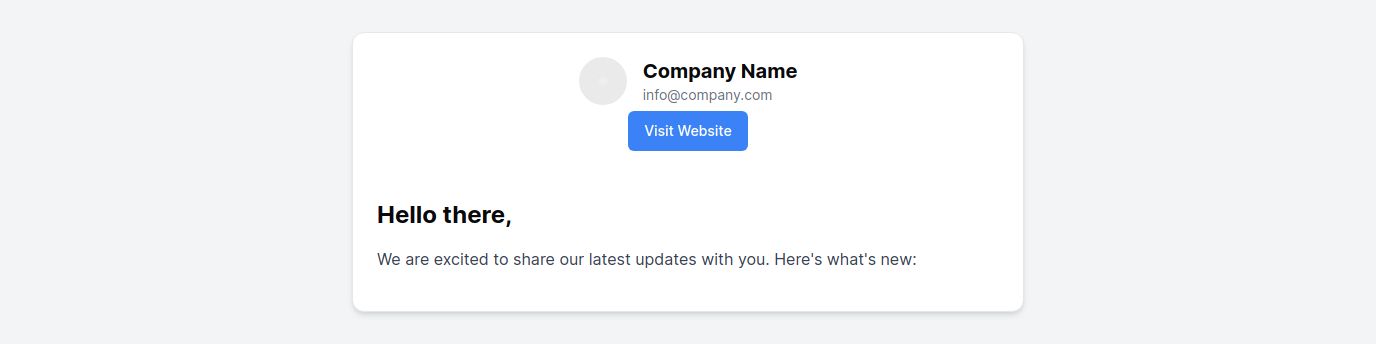 Company Name
info@company.com
Visit Website
Hello there,
We are excited to share our latest updates with you. Here's what's new: